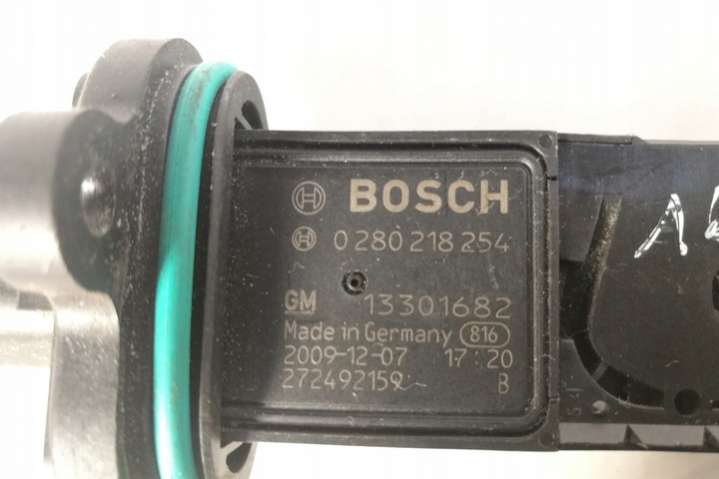 BOSCH
0 280 218 254
GM 13301682
Made in Germany 816
2009-12-07 17:20
272492159 B